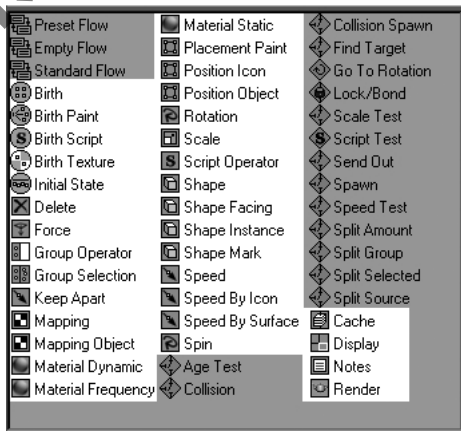 Preset Flow
Empty Flow
Standard Flow
Birth
Birth Paint
Birth Script
Birth Texture
Initial State
Delete
Force
Group Operator
Group Selection
Keep Apart
Mapping
Mapping Object
Material Dynamic
Material Frequency
Material Static
Placement Paint
Position Icon
Position Object
Rotation
Scale
Script Operator
Shape
Shape Facing
Shape Instance
Shape Mark
Speed
Speed By Icon
Speed By Surface
Spin
Age Test
Collision
Collision Spawn
Find Target
Go To Rotation
Lock/Bond
Scale Test
Script Test
Send Out
Spawn
Speed Test
Split Amount
Split Group
Split Selected
Split Source
Cache
Display
Notes
Render